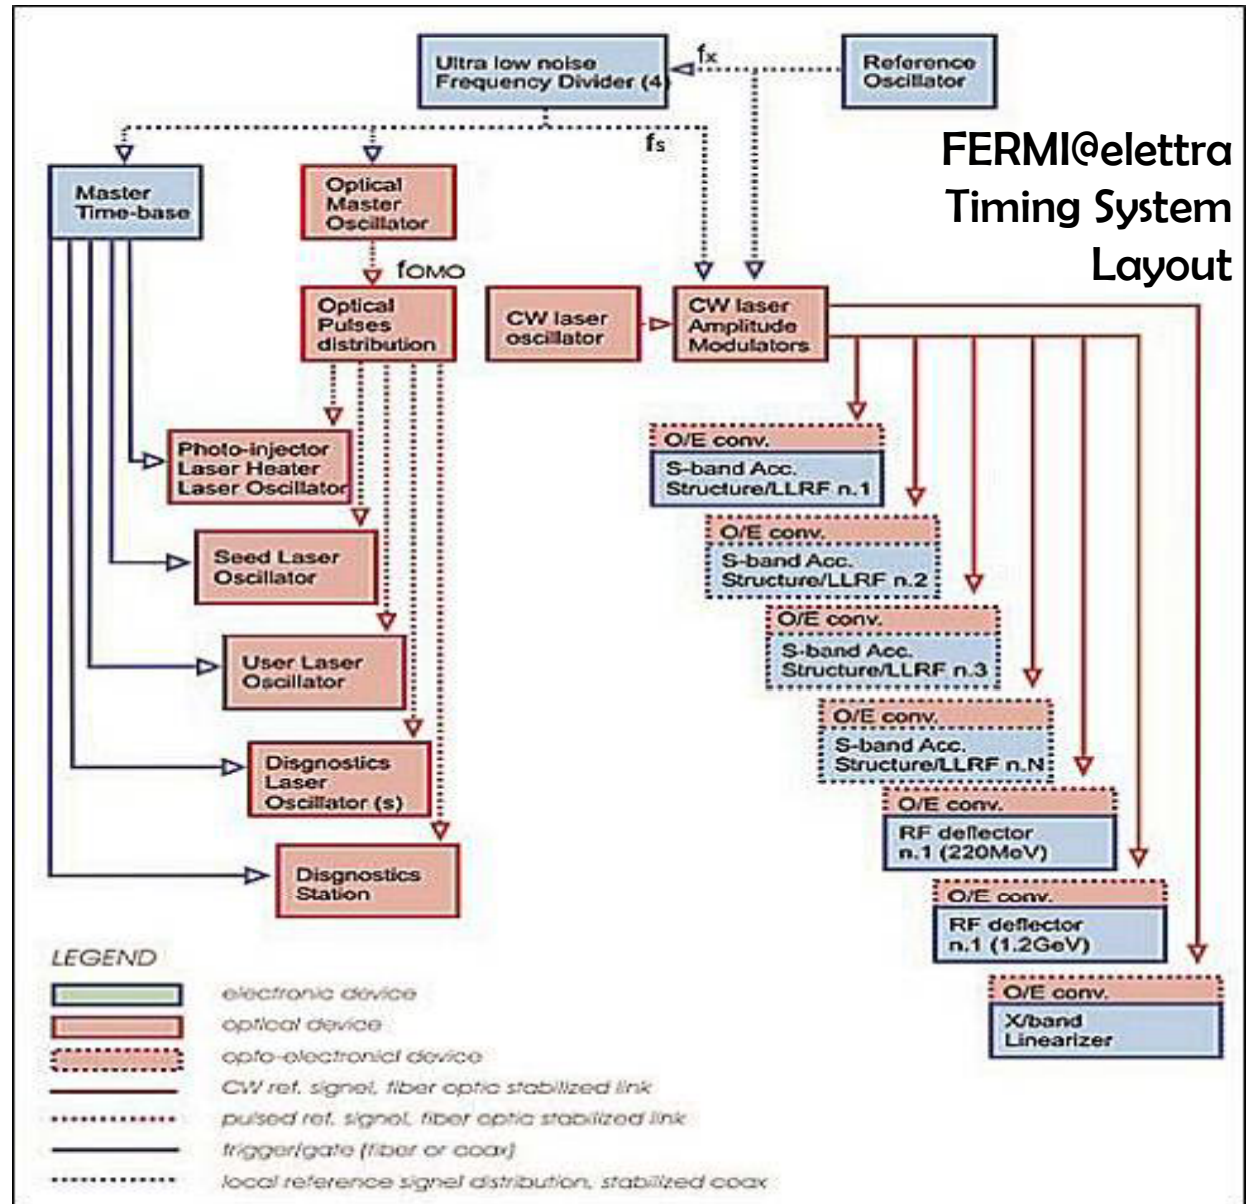 Ultra low noise
Frequency Divider (4)
fx
Reference
Oscillator
FERMI@elettra
Timing System
Layout
fs
Master
Time-base
Optical
Master
Oscillator
fOMO
Optical
Pulses
distribution
CW laser
oscillator
CW laser
Amplitude
Modulators
Photo-injector
Laser Heater
Laser Oscillator
Seed Laser
Oscillator
User Laser
Oscillator
Disgnostics
Laser
Oscillator (s)
Disgnostics
Station
O/E conv.
S-band Acc.
Structure/LLRF n.1
O/E conv.
S-band Acc.
Structure/LLRF n.2
O/E conv.
S-band Acc.
Structure/LLRF n.3
O/E conv.
S-band Acc.
Structure/LLRF n.N
O/E conv.
RF deflector
n.1 (220MeV)
O/E conv.
RF deflector
n.1 (1.2GeV)
O/E conv.
X/band
Linearizer
LEGEND
electronic device
optical device
opto-electronicl device
CW ref. signel, fiber optic stabilized link
pulsed ref. signel, fiber optic stabilized link
trigger/gate (fiber or coax)
local reference signel distribution, stabilized coax